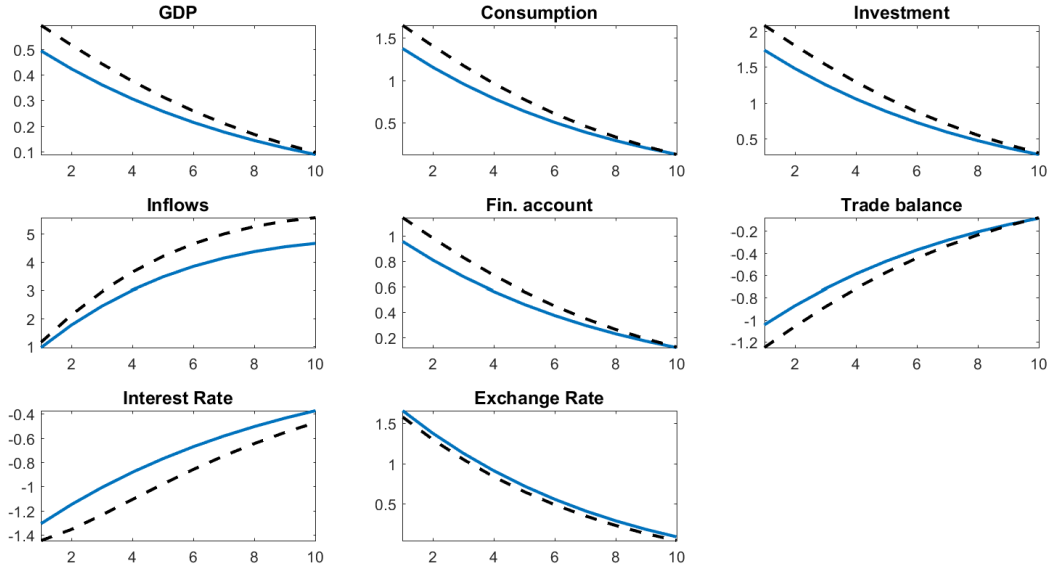 GDP
0.5
0.4
0.3
0.2
0.1
2 4 6 8 10
Consumption
1.5
1
0.5
2 4 6 8 10
Investment
2
1.5
1
0.5
2 4 6 8 10
Inflows
5
4
3
2
1
2 4 6 8 10
Fin. account
1
0.8
0.6
0.4
0.2
2 4 6 8 10
Trade balance
-0.2
-0.4
-0.6
-0.8
-1
-1.2
2 4 6 8 10
Interest Rate
-0.4
-0.6
-0.8
-1
-1.2
-1.4
2 4 6 8 10
Exchange Rate
1.5
1
0.5
2 4 6 8 10